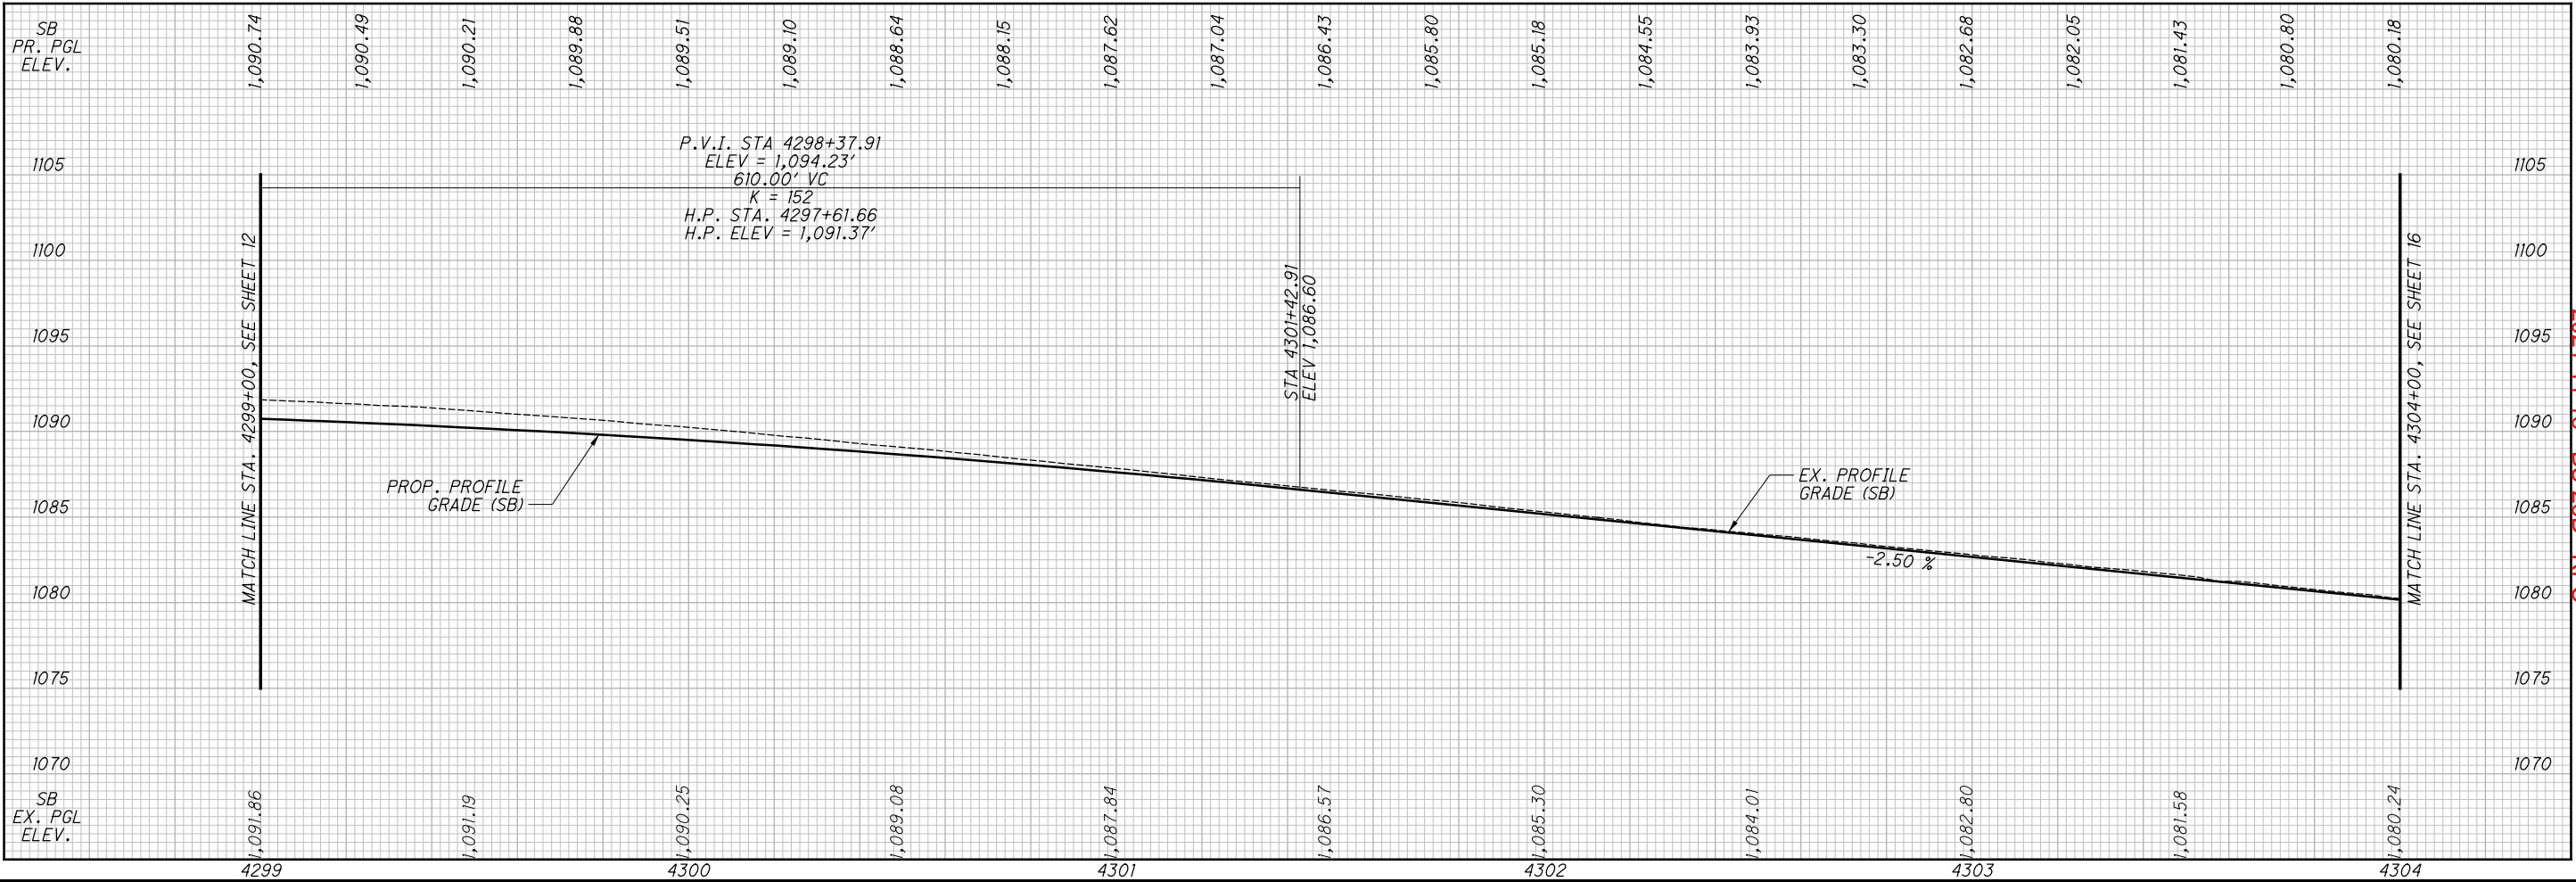 SB
PR. PGL
ELEV.
1,090.74
1,090.49
1,090.21
1,089.88
1,089.51
1,089.10
1,088.64
1,088.15
1,087.62
1,087.04
1,086.43
1,085.80
1,085.18
1,084.55
1,083.93
1,083.30
1,082.68
1,082.05
1,081.43
1,080.80
1,080.18
P.V.I. STA 4298+37.91
ELEV = 1,094.23'
610.00' VC
K = 152
H.P. STA. 4297+61.66
H.P. ELEV = 1,091.37'
1105
1100
1095
1090
1085
1080
1075
1070
MATCH LINE STA. 4299+00, SEE SHEET 12
PROP. PROFILE
GRADE (SB)
STA 4301+42.91
ELEV 1,086.60
EX. PROFILE
GRADE (SB)
-2.50 %
MATCH LINE STA. 4304+00, SEE SHEET 16
1105
1100
1095
1090
1085
1080
1075
1070
SB
EX. PGL
ELEV.
1,091.86
1,091.19
1,090.25
1,089.08
1,087.84
1,086.57
1,085.30
1,084.01
1,082.80
1,081.58
1,080.24
4299
4300
4301
4302
4303
4304